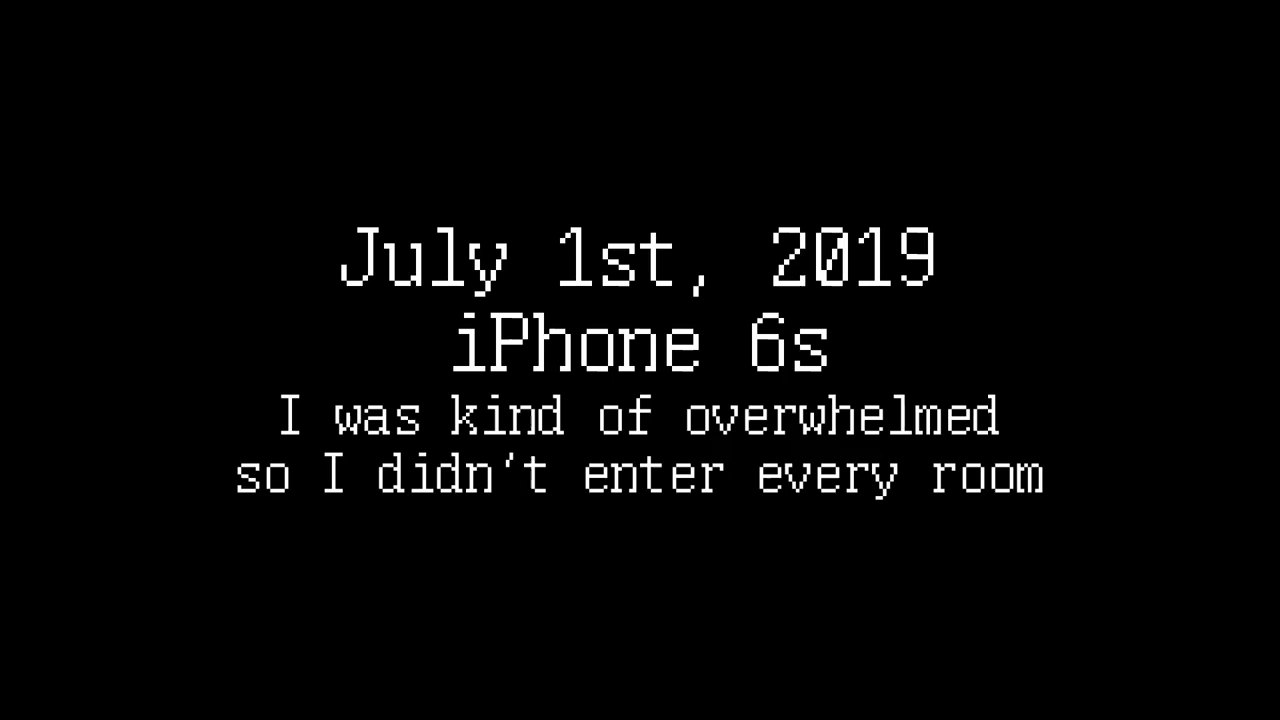 July 1st, 2019
iPhone 6s
I was kind of overwhelmed
so I didn't enter every room